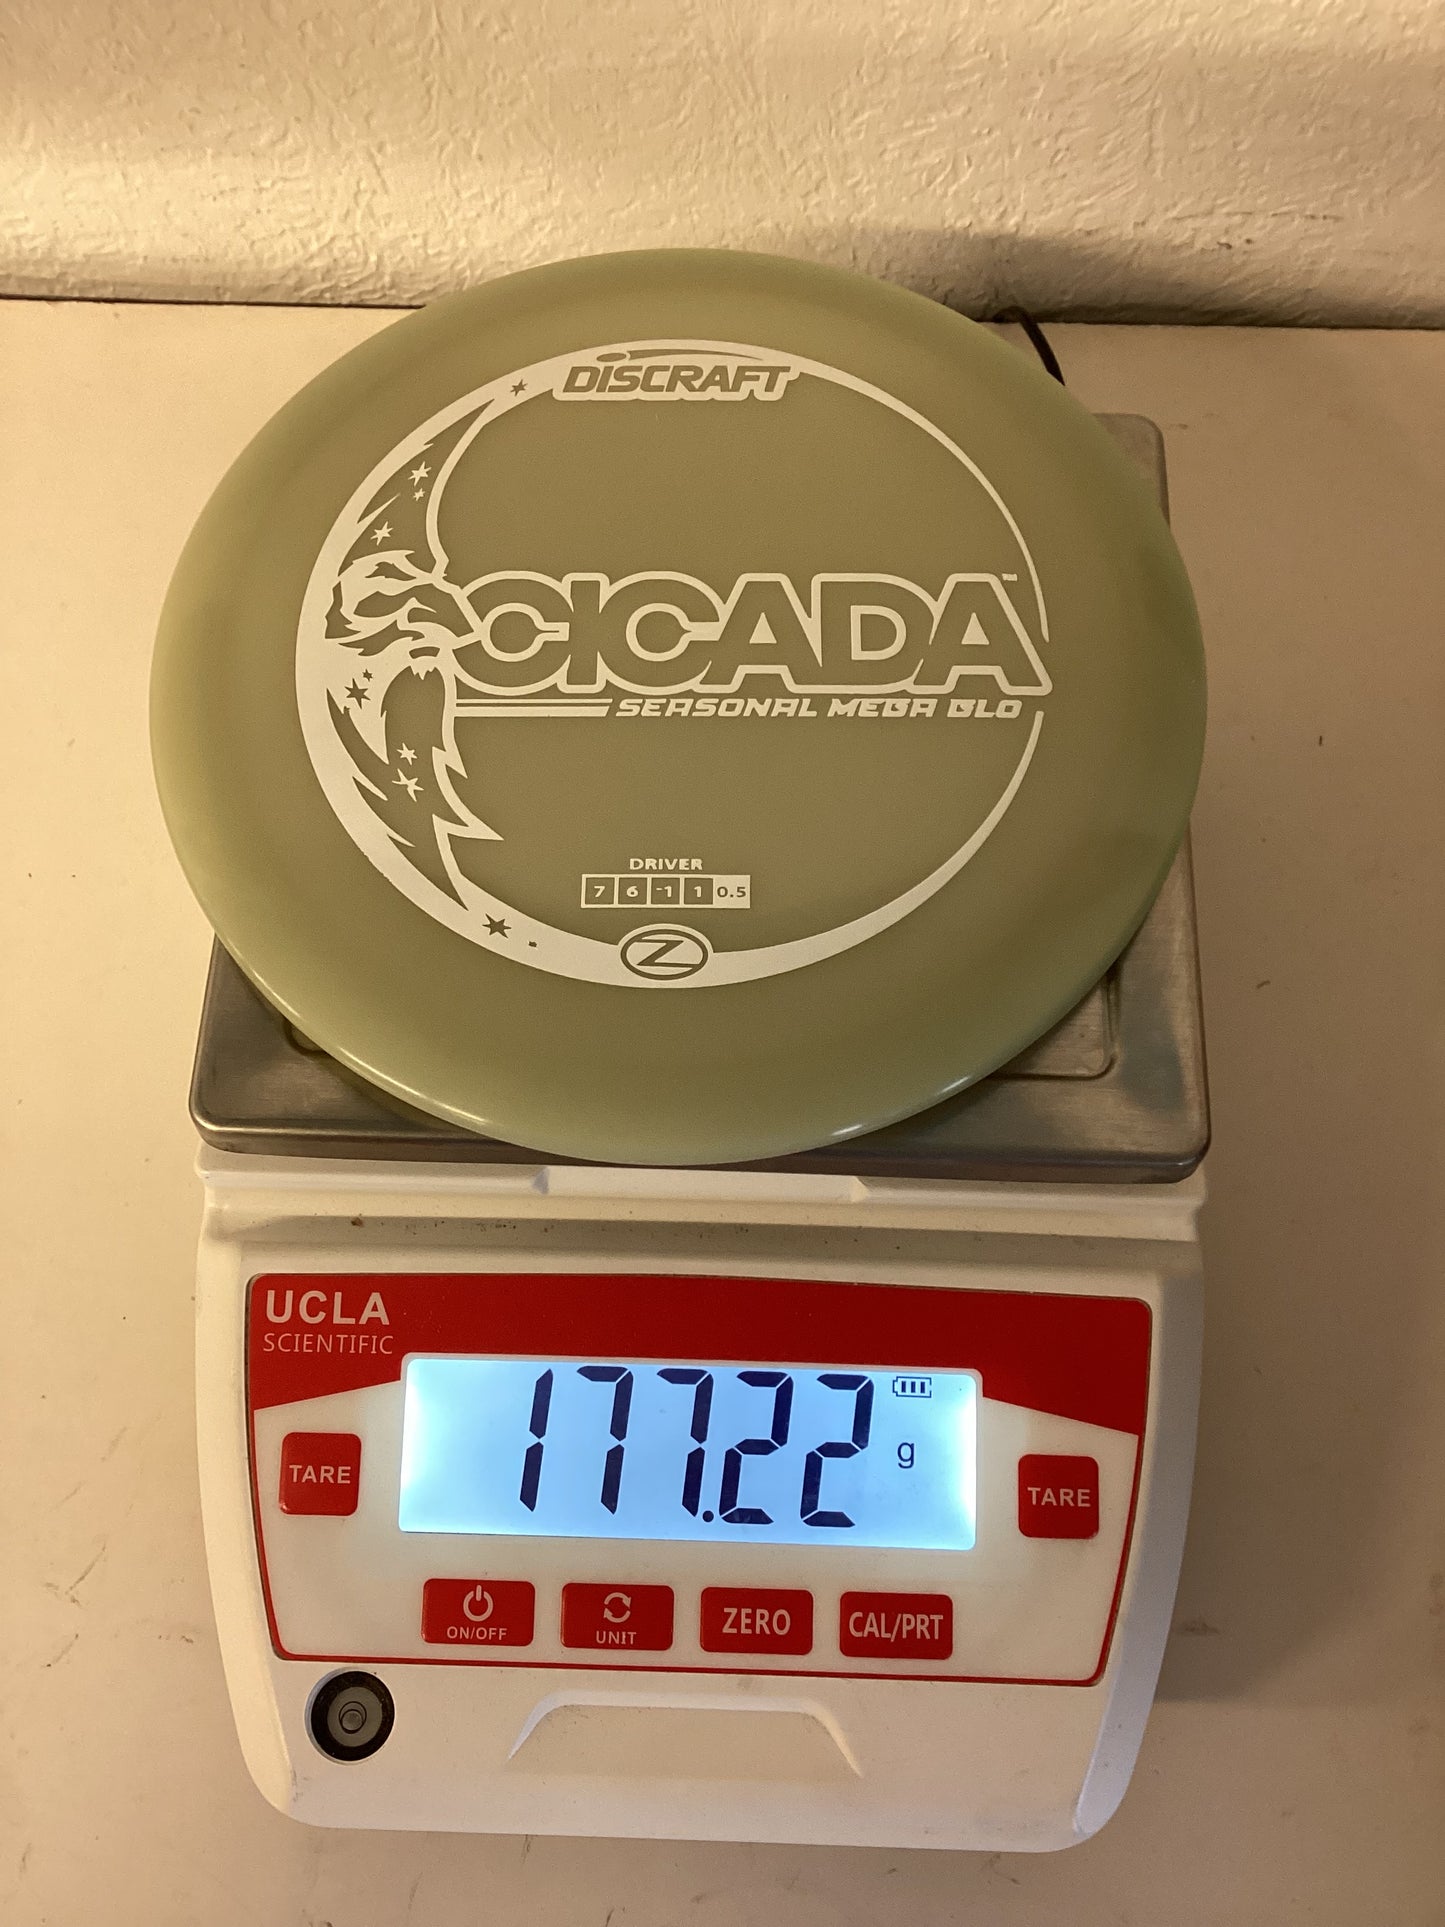 DISCRAFT
CICADA™
SEASONAL MEGA GLO
DRIVER
7 6 -1 1 0.5
Z
UCLA
SCIENTIFIC
177.22 g
TARE
TARE
ON/OFF
UNIT
ZERO
CAL/PRT